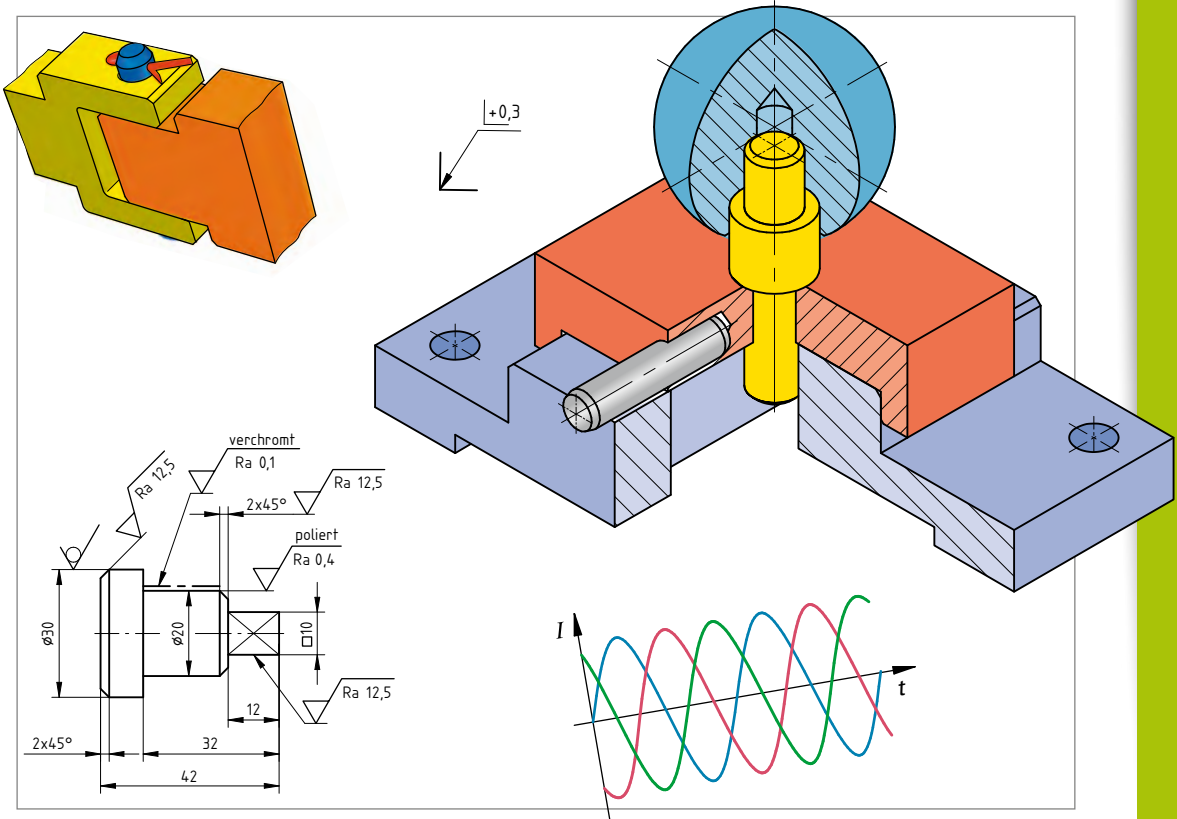 +0,3
verchromt
Ra 0,1
Ra 12,5
2x45°
Ra 12,5
poliert
Ra 0,4
ø30
ø20
□10
Ra 12,5
12
2x45°
32
42
I
t